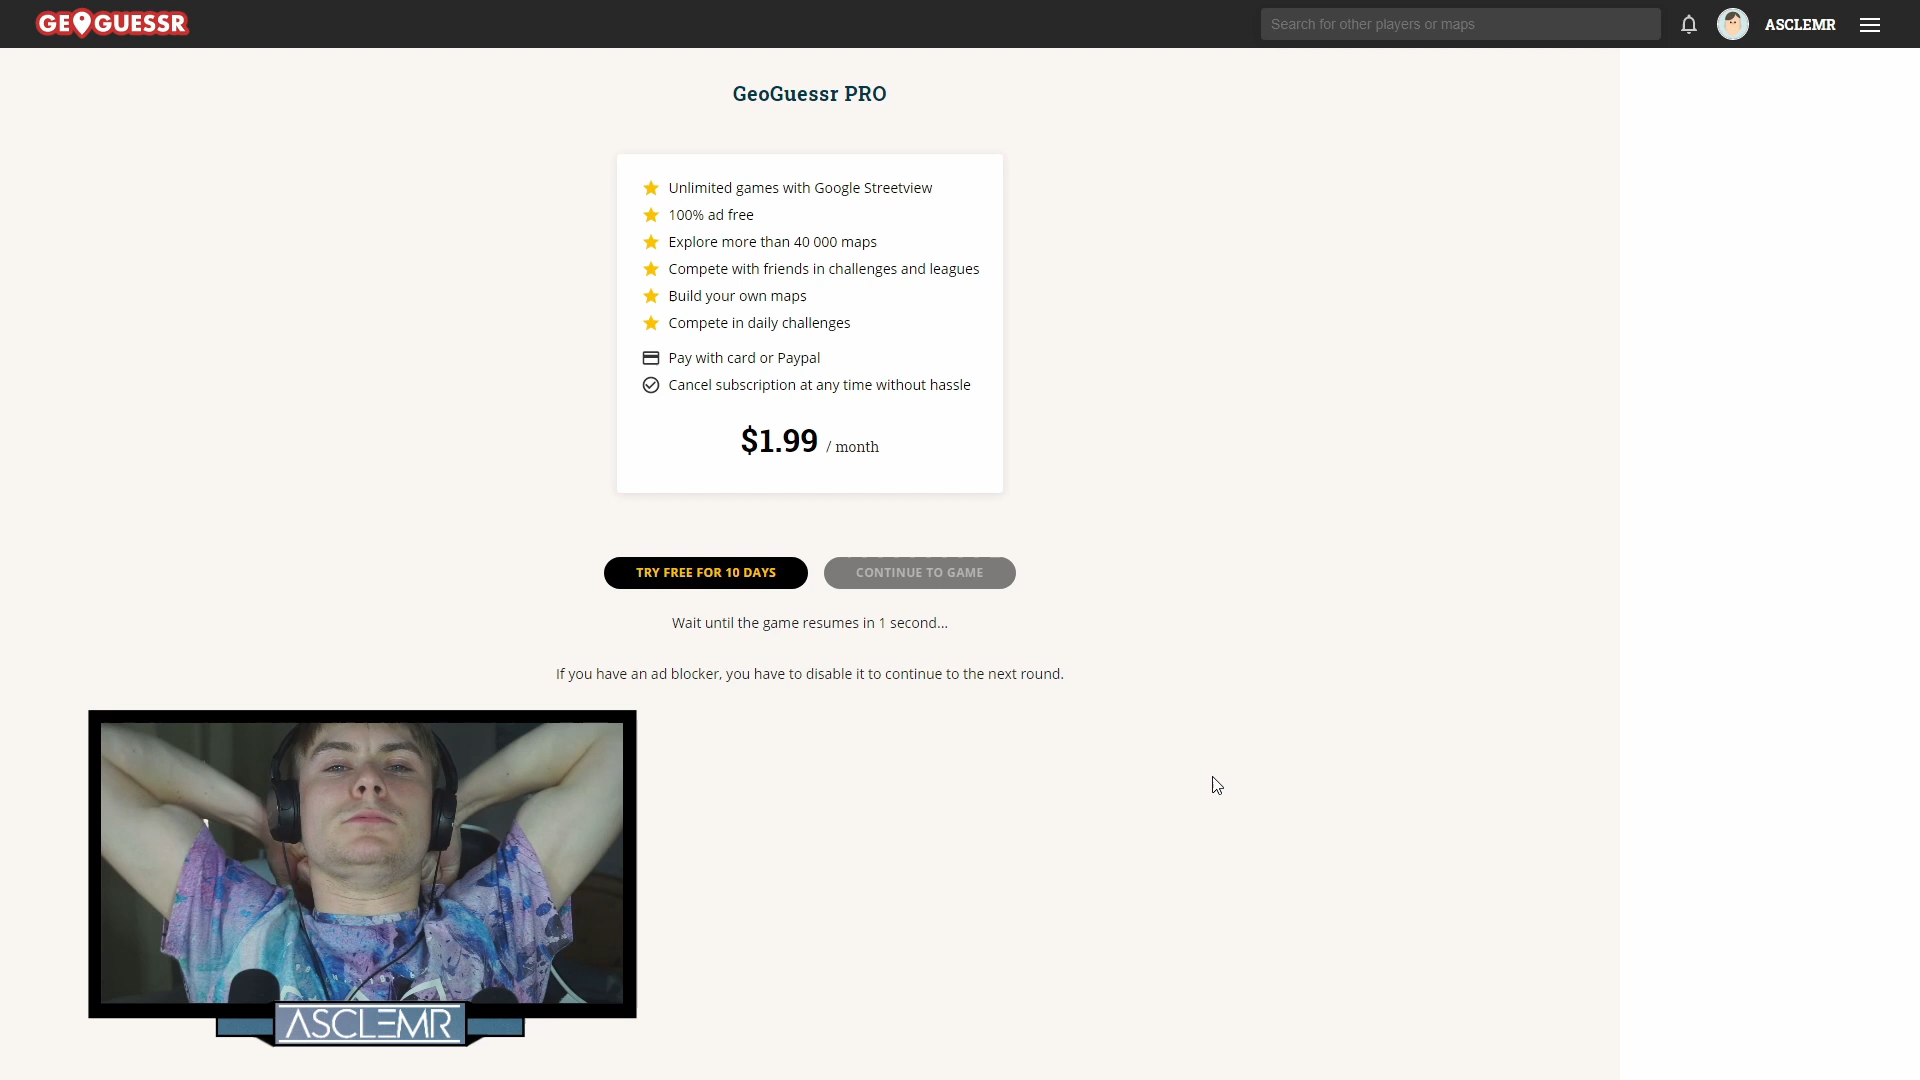 GEOGUESSR
Search for other players or maps
ASCLEMR
GeoGuessr PRO
Unlimited games with Google Streetview
100% ad free
Explore more than 40 000 maps
Compete with friends in challenges and leagues
Build your own maps
Compete in daily challenges
Pay with card or Paypal
Cancel subscription at any time without hassle
$1.99 / month
TRY FREE FOR 10 DAYS
CONTINUE TO GAME
Wait until the game resumes in 1 second...
If you have an ad blocker, you have to disable it to continue to the next round.
ASCLEMR